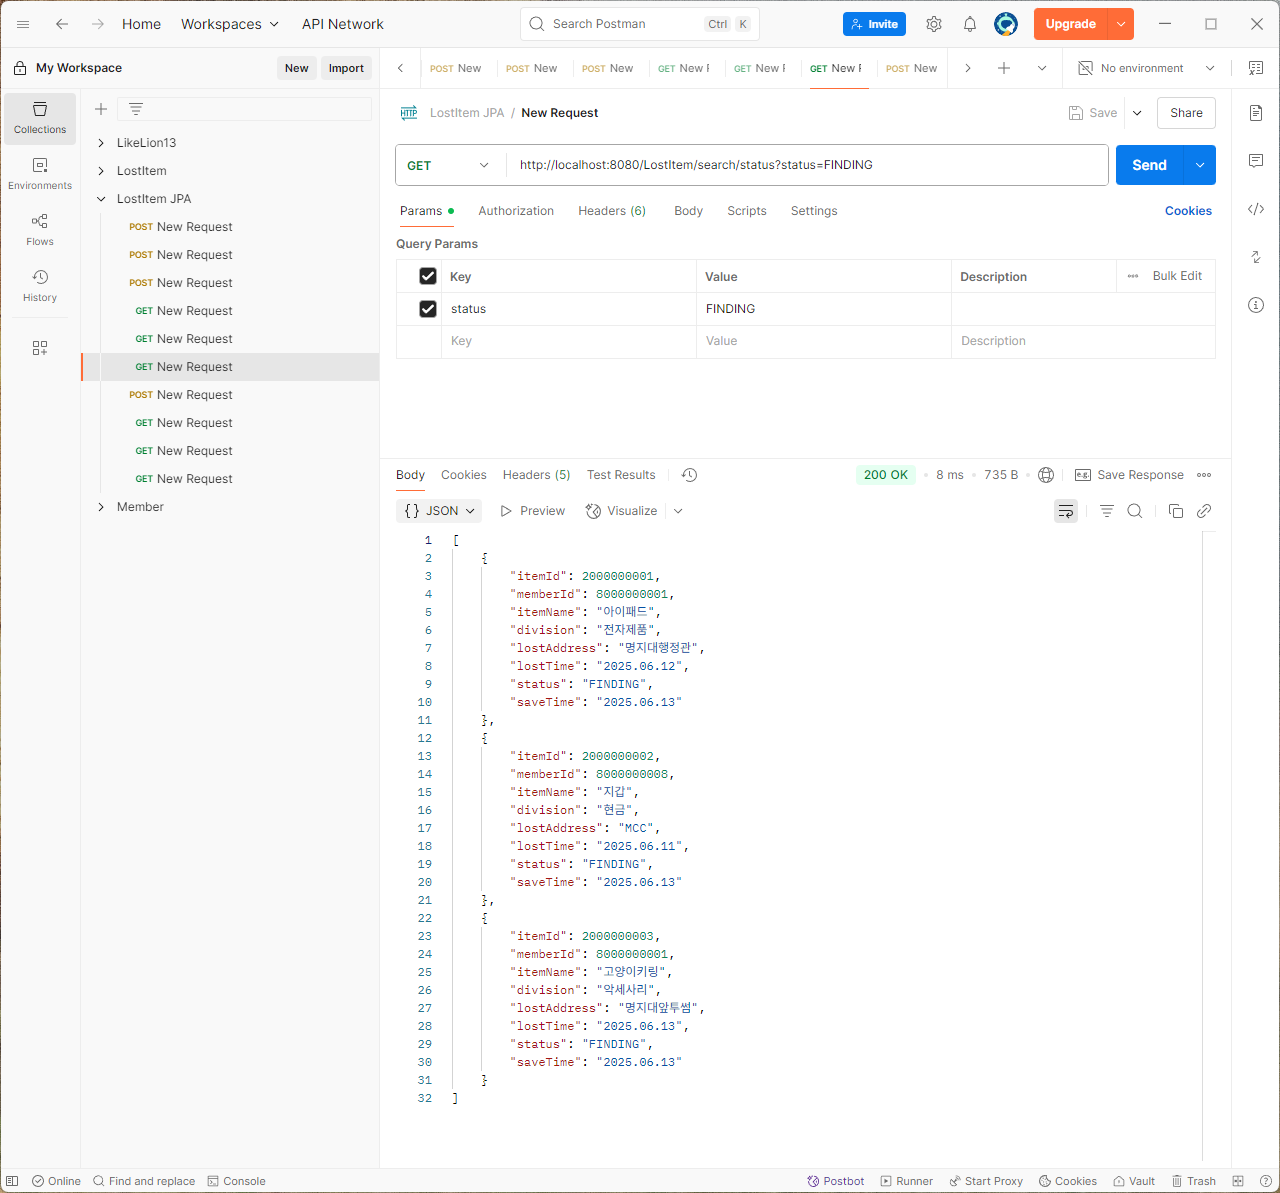 Home Workspaces API Network Search Postman Ctrl K Invite Upgrade
My Workspace New Import
POST New POST New POST New GET New F GET New F GET New F POST New No environment
Collections
Environments
Flows
History
LikeLion13
LostItem
LostItem JPA
POST New Request
POST New Request
POST New Request
GET New Request
GET New Request
GET New Request
POST New Request
GET New Request
GET New Request
GET New Request
Member
HTTP LostItem JPA / New Request Save Share
GET http://localhost:8080/LostItem/search/status?status=FINDING Send
Params Authorization Headers (6) Body Scripts Settings Cookies
Query Params
Key Value Description Bulk Edit
status FINDING
Key Value Description
Body Cookies Headers (5) Test Results 200 OK 8 ms 735 B e.g. Save Response
{} JSON Preview Visualize
1 [
2 {
3 "itemId": 2000000001,
4 "memberId": 8000000001,
5 "itemName": "아이패드",
6 "division": "전자제품",
7 "lostAddress": "명지대행정관",
8 "lostTime": "2025.06.12",
9 "status": "FINDING",
10 "saveTime": "2025.06.13"
11 },
12 {
13 "itemId": 2000000002,
14 "memberId": 8000000008,
15 "itemName": "지갑",
16 "division": "현금",
17 "lostAddress": "MCC",
18 "lostTime": "2025.06.11",
19 "status": "FINDING",
20 "saveTime": "2025.06.13"
21 },
22 {
23 "itemId": 2000000003,
24 "memberId": 8000000001,
25 "itemName": "고양이키링",
26 "division": "악세사리",
27 "lostAddress": "명지대앞투썸",
28 "lostTime": "2025.06.13",
29 "status": "FINDING",
30 "saveTime": "2025.06.13"
31 }
32 ]
Online Find and replace Console Postbot Runner Start Proxy Cookies Vault Trash